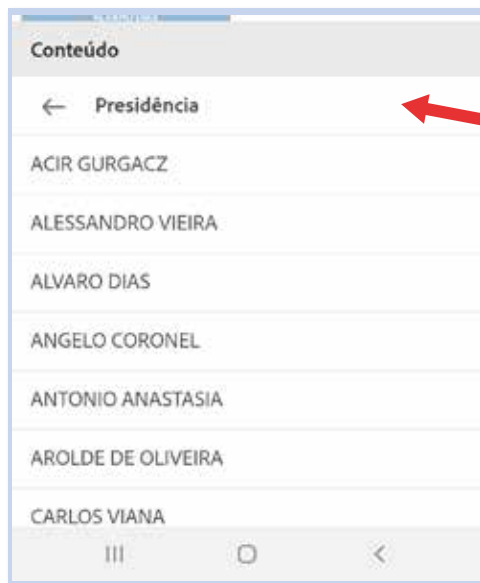 Conteúdo
← Presidência
ACIR GURGACZ
ALESSANDRO VIEIRA
ALVARO DIAS
ANGELO CORONEL
ANTONIO ANASTASIA
AROLDE DE OLIVEIRA
CARLOS VIANA